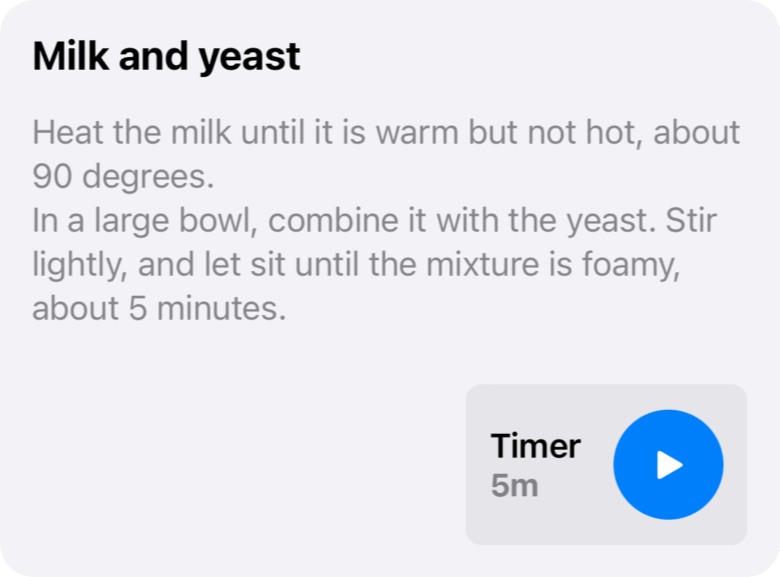 Milk and yeast
Heat the milk until it is warm but not hot, about
90 degrees.
In a large bowl, combine it with the yeast. Stir
lightly, and let sit until the mixture is foamy,
about 5 minutes.
Timer
5m